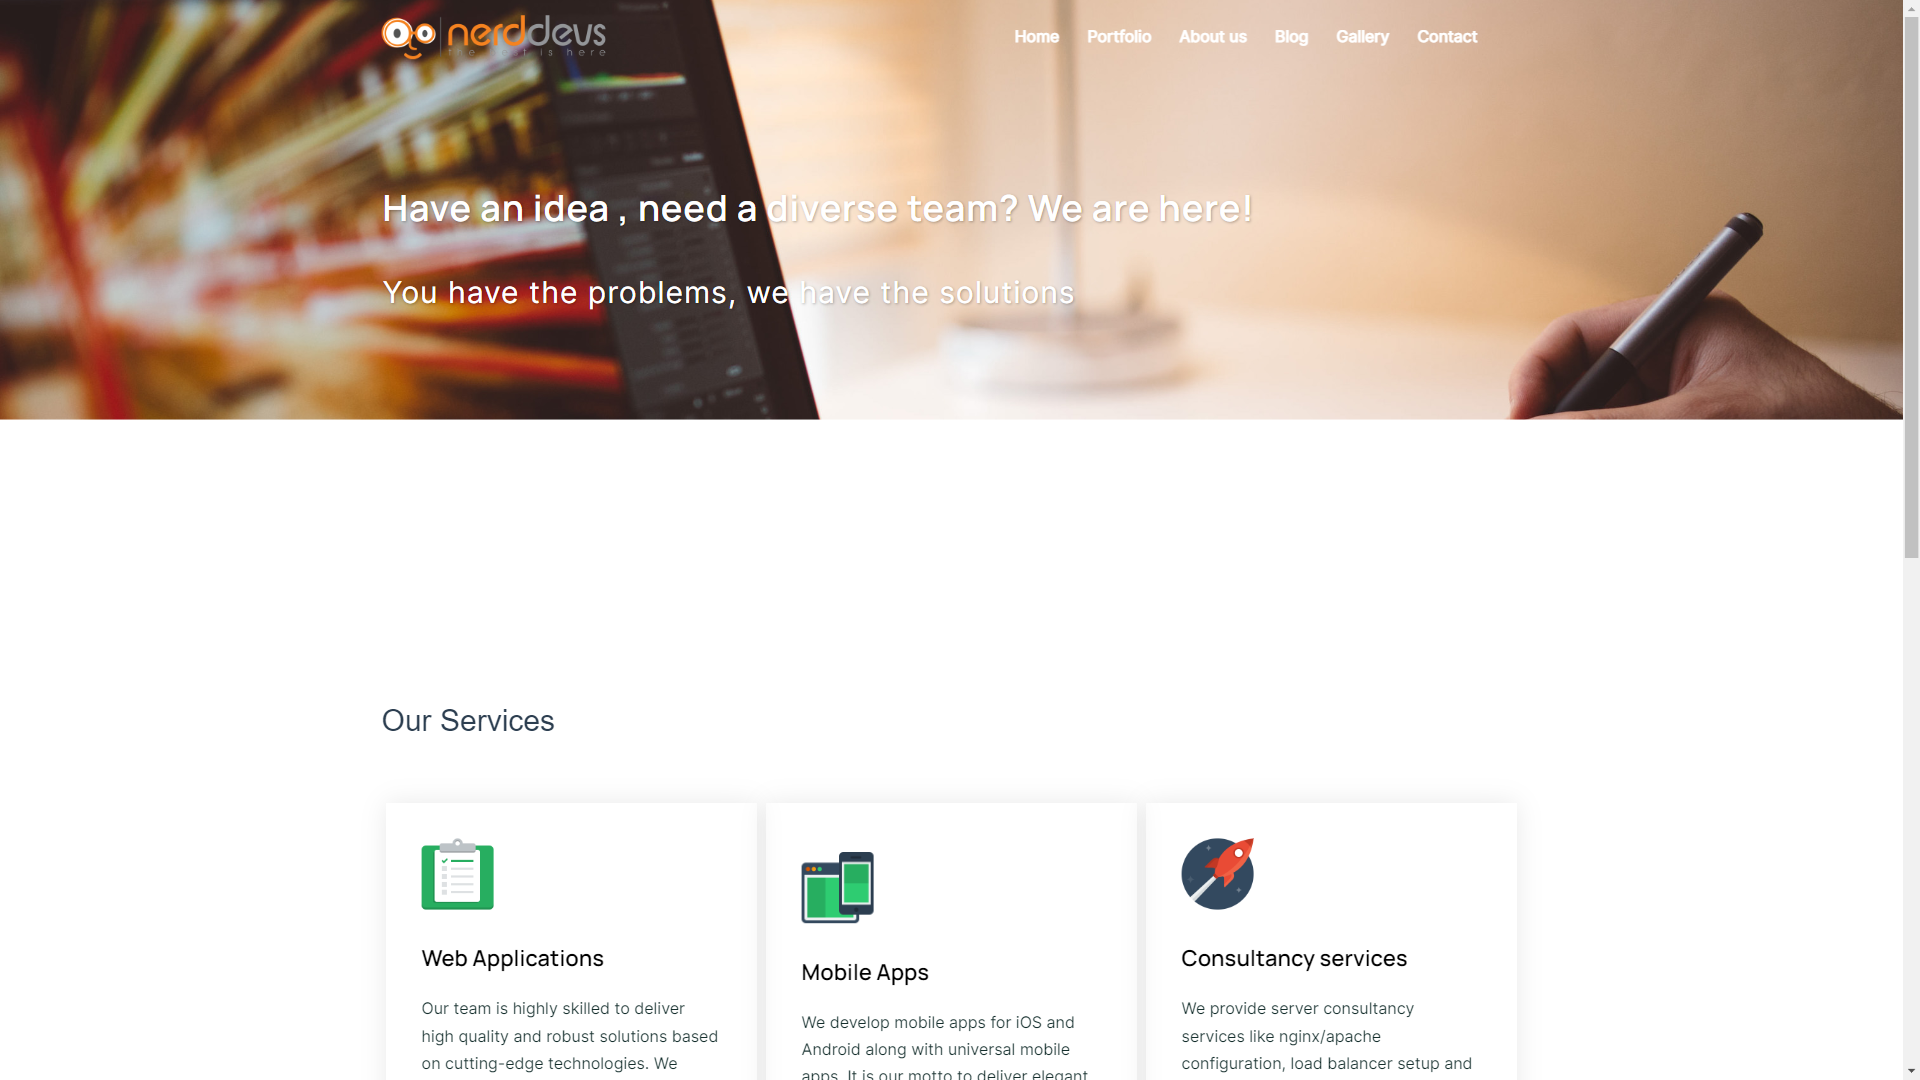 nerddevs
the best is here
Home Portfolio About us Blog Gallery Contact
Have an idea , need a diverse team? We are here!
You have the problems, we have the solutions
Our Services
Web Applications
Our team is highly skilled to deliver
high quality and robust solutions based
on cutting-edge technologies. We
Mobile Apps
We develop mobile apps for iOS and
Android along with universal mobile
apps. It is our motto to deliver elegant
Consultancy services
We provide server consultancy
services like nginx/apache
configuration, load balancer setup and